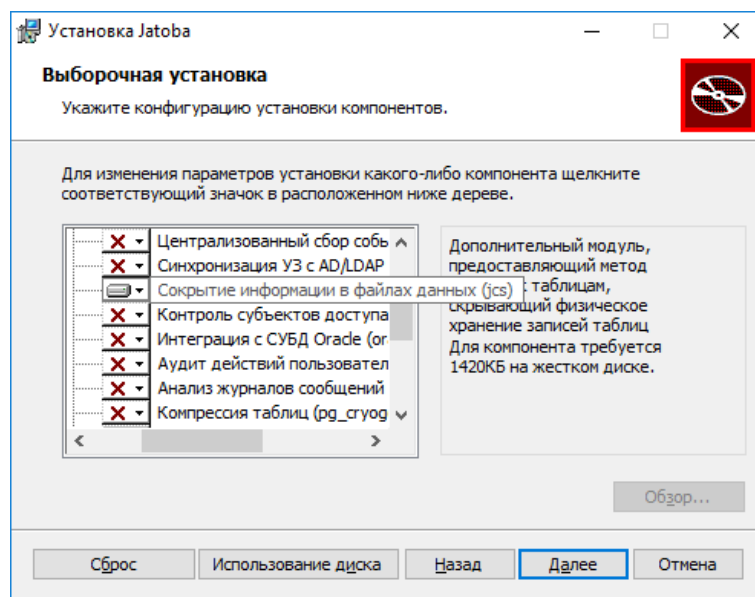 Установка Jatoba
Выборочная установка
Укажите конфигурацию установки компонентов.
Для изменения параметров установки какого-либо компонента щелкните
соответствующий значок в расположенном ниже дереве.
Централизованный сбор собы
Синхронизация УЗ с AD/LDAP
Сокрытие информации в файлах данных (jcs)
Контроль субъектов доступа
Интеграция с СУБД Oracle (or
Аудит действий пользовател
Анализ журналов сообщений
Компрессия таблиц (pg_cryog
Дополнительный модуль,
предоставляющий метод
к таблицам,
скрывающий физическое
хранение записей таблиц
Для компонента требуется
1420КБ на жестком диске.
Обзор...
Сброс
Использование диска
Назад
Далее
Отмена